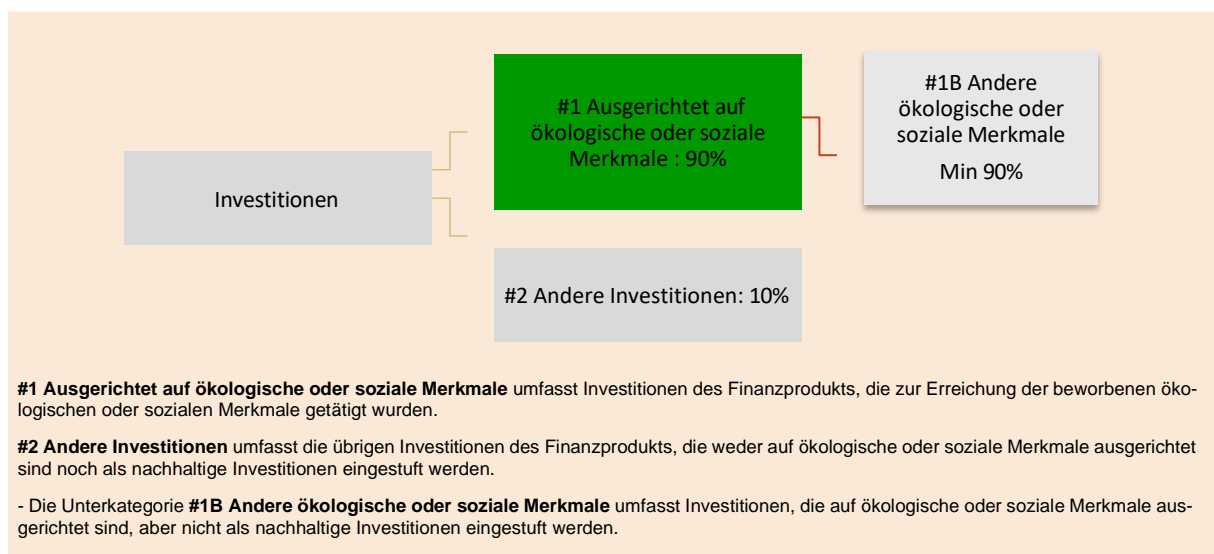 #1 Ausgerichtet auf
ökologische oder soziale
Merkmale : 90%
#1B Andere
ökologische oder
soziale Merkmale
Min 90%
Investitionen
#2 Andere Investitionen: 10%
#1 Ausgerichtet auf ökologische oder soziale Merkmale umfasst Investitionen des Finanzprodukts, die zur Erreichung der beworbenen öko-
logischen oder sozialen Merkmale getätigt wurden.
#2 Andere Investitionen umfasst die übrigen Investitionen des Finanzprodukts, die weder auf ökologische oder soziale Merkmale ausgerichtet
sind noch als nachhaltige Investitionen eingestuft werden.
- Die Unterkategorie #1B Andere ökologische oder soziale Merkmale umfasst Investitionen, die auf ökologische oder soziale Merkmale aus-
gerichtet sind, aber nicht als nachhaltige Investitionen eingestuft werden.